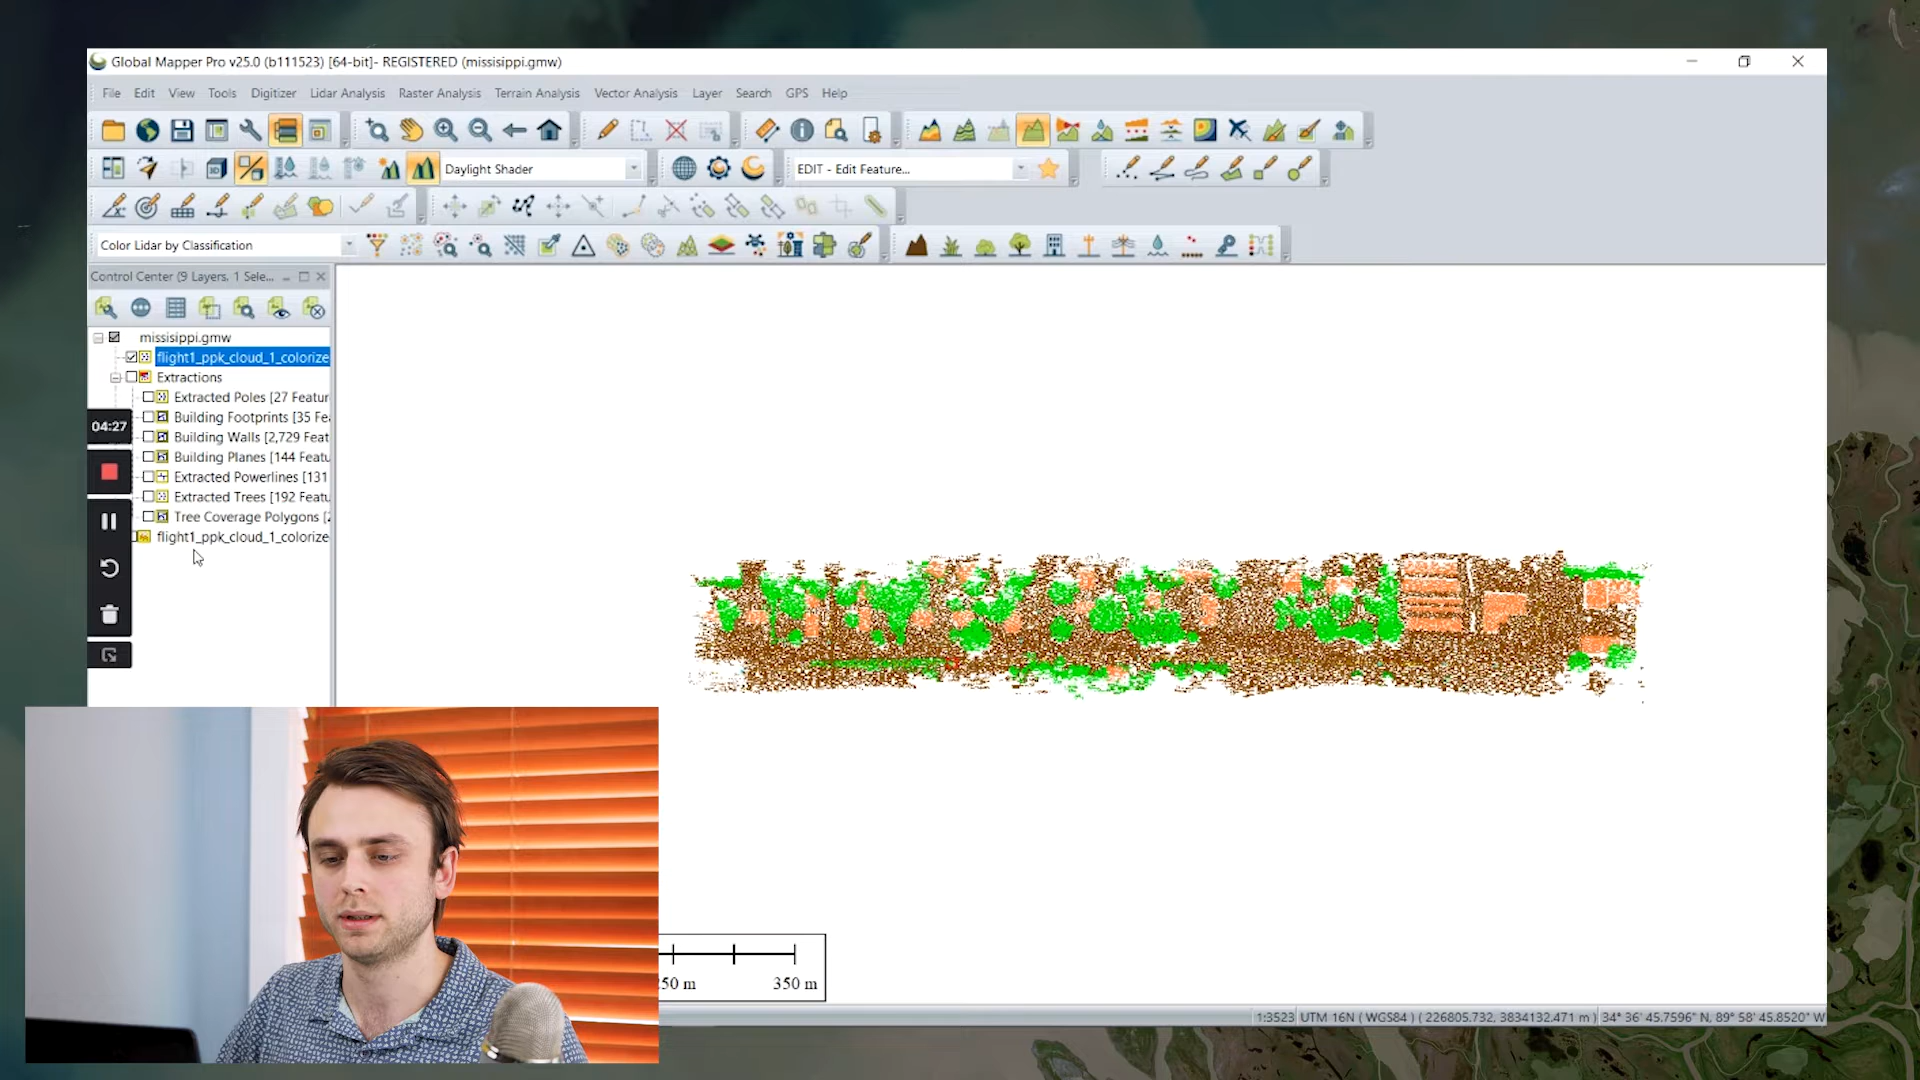 Global Mapper Pro v25.0 (b111523) [64-bit]- REGISTERED (missisippi.gmw)
File Edit View Tools Digitizer Lidar Analysis Raster Analysis Terrain Analysis Vector Analysis Layer Search GPS Help
Daylight Shader
EDIT - Edit Feature...
Color Lidar by Classification
Control Center (9 Layers, 1 Sele...
missisippi.gmw
flight1_ppk_cloud_1_colorize
Extractions
Extracted Poles [27 Featur
Building Footprints [35 Fe
04:27
Building Walls [2,729 Feat
Building Planes [144 Featu
Extracted Powerlines [131
Extracted Trees [192 Featu
Tree Coverage Polygons [2
flight1_ppk_cloud_1_colorize
50 m 350 m
1:3523 UTM 16N ( WGS84 ) ( 226805.732, 3834132.471 m ) 34° 36' 45.7596" N, 89° 58' 45.8520" W